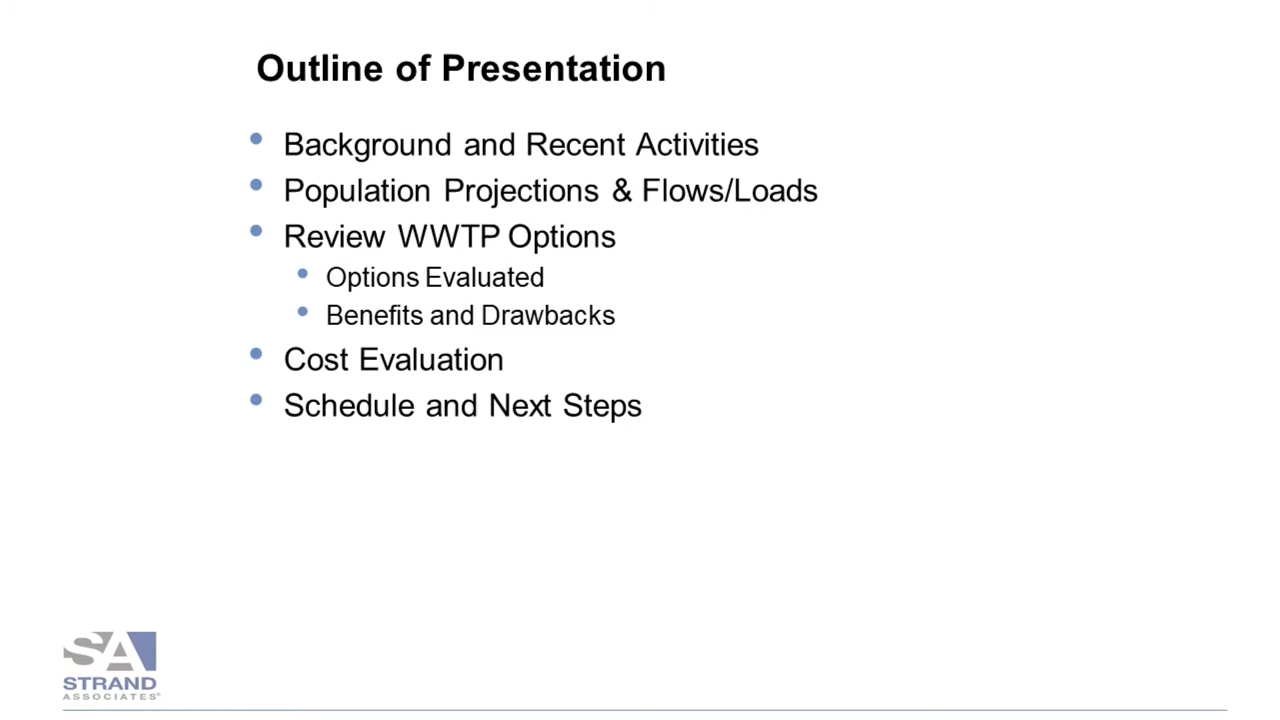 Outline of Presentation
Background and Recent Activities
Population Projections & Flows/Loads
Review WWTP Options
Options Evaluated
Benefits and Drawbacks
Cost Evaluation
Schedule and Next Steps
SA
STRAND
ASSOCIATES®